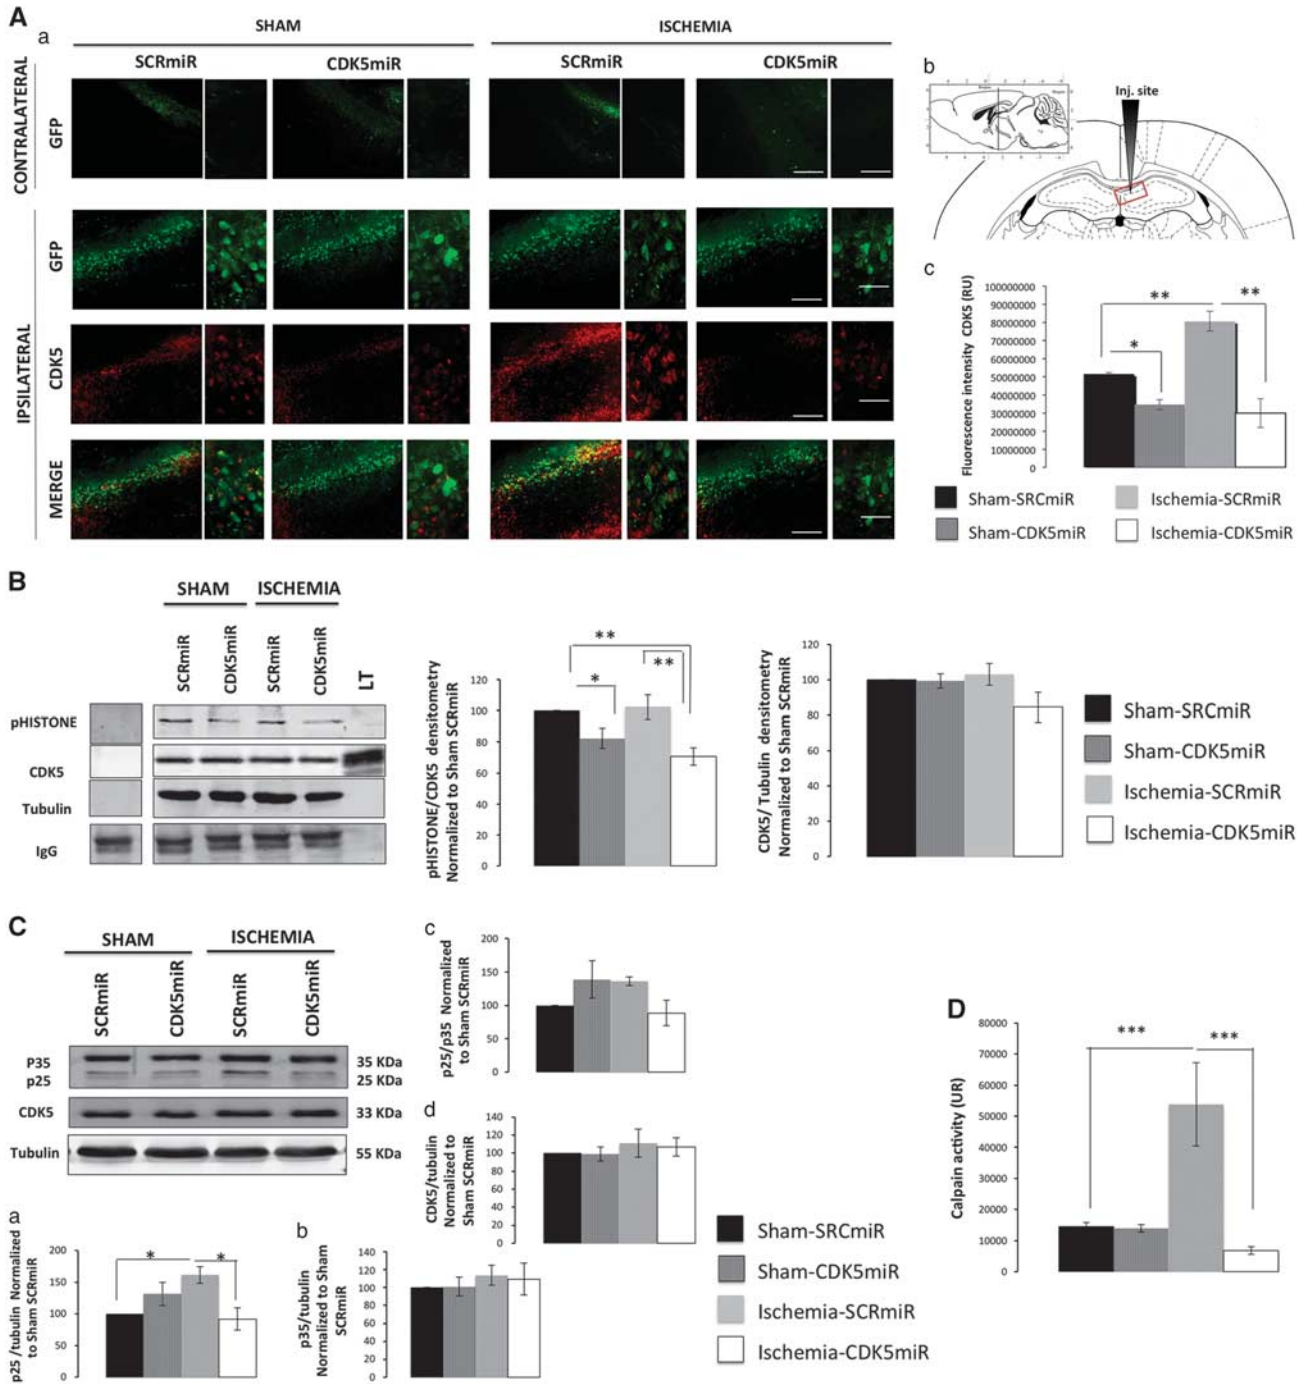 A
a
SHAM
ISCHEMIA
SCRmiR
CDK5miR
SCRmiR
CDK5miR
CONTRALATERAL
GFP
IPSILATERAL
GFP
CDK5
MERGE
b
Bregma
Inj. site
c
Fluorescence intensity CDK5 (RU)
100000000
90000000
80000000
70000000
60000000
50000000
40000000
30000000
20000000
10000000
0
*
**
**
Sham-SRCmiR
Ischemia-SCRmiR
Sham-CDK5miR
Ischemia-CDK5miR
B
SHAM
ISCHEMIA
SCRmiR
CDK5miR
SCRmiR
CDK5miR
LT
pHISTONE
CDK5
Tubulin
IgG
pHISTONE/CDK5 densitometry
Normalized to Sham SCRmiR
120
100
80
60
40
20
0
**
*
**
CDK5/ Tubulin densitometry
Normalized to Sham SCRmiR
120
100
80
60
40
20
0
Sham-SRCmiR
Sham-CDK5miR
Ischemia-SCRmiR
Ischemia-CDK5miR
C
SHAM
ISCHEMIA
SCRmiR
CDK5miR
SCRmiR
CDK5miR
P35
p25
CDK5
Tubulin
35 KDa
25 KDa
33 KDa
55 KDa
a
p25 /tubulin Normalized
to Sham SCRmiR
200
150
100
50
0
*
*
b
p35/tubulin
Normalized to Sham
SCRmiR
140
120
100
80
60
40
20
0
c
p25/p35 Normalized
to Sham SCRmiR
200
150
100
50
0
d
CDK5/tubulin
Normalized to
Sham SCRmiR
140
120
100
80
60
40
20
0
Sham-SRCmiR
Sham-CDK5miR
Ischemia-SCRmiR
Ischemia-CDK5miR
D
Calpain activity (UR)
80000
70000
60000
50000
40000
30000
20000
10000
0
***
***